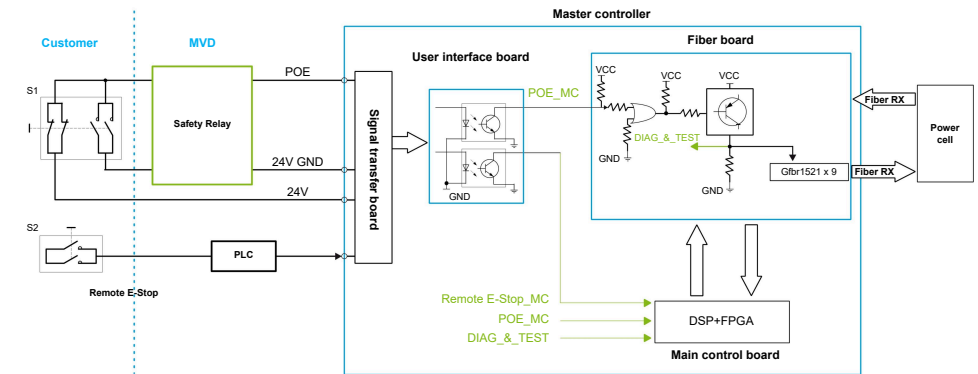 Master controller
Customer
MVD
Fiber board
User interface board
S1
POE
Safety Relay
24V GND
24V
Signal transfer board
POE_MC
VCC
VCC
VCC
DIAG_&_TEST
GND
GND
GND
Gfbr1521 x 9
Fiber RX
Fiber RX
Power
cell
S2
PLC
Remote E-Stop
Remote E-Stop_MC
POE_MC
DIAG_&_TEST
DSP+FPGA
Main control board